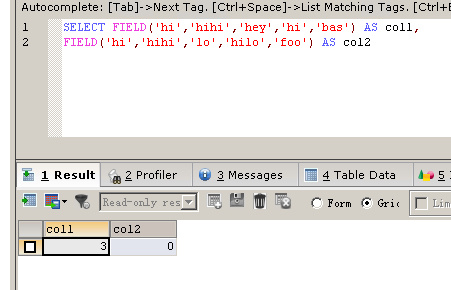 Autocomplete: [Tab]->Next Tag. [Ctrl+Space]->List Matching Tags. [Ctrl+E
1 SELECT FIELD('hi','hihi','hey','hi','bas') AS col1,
2 FIELD('hi','hihi','lo','hilo','foo') AS col2
1 Result 2 Profiler 3 Messages 4 Table Data 5 I
Read-only res Form Gric Lim
col1 col2
3 0